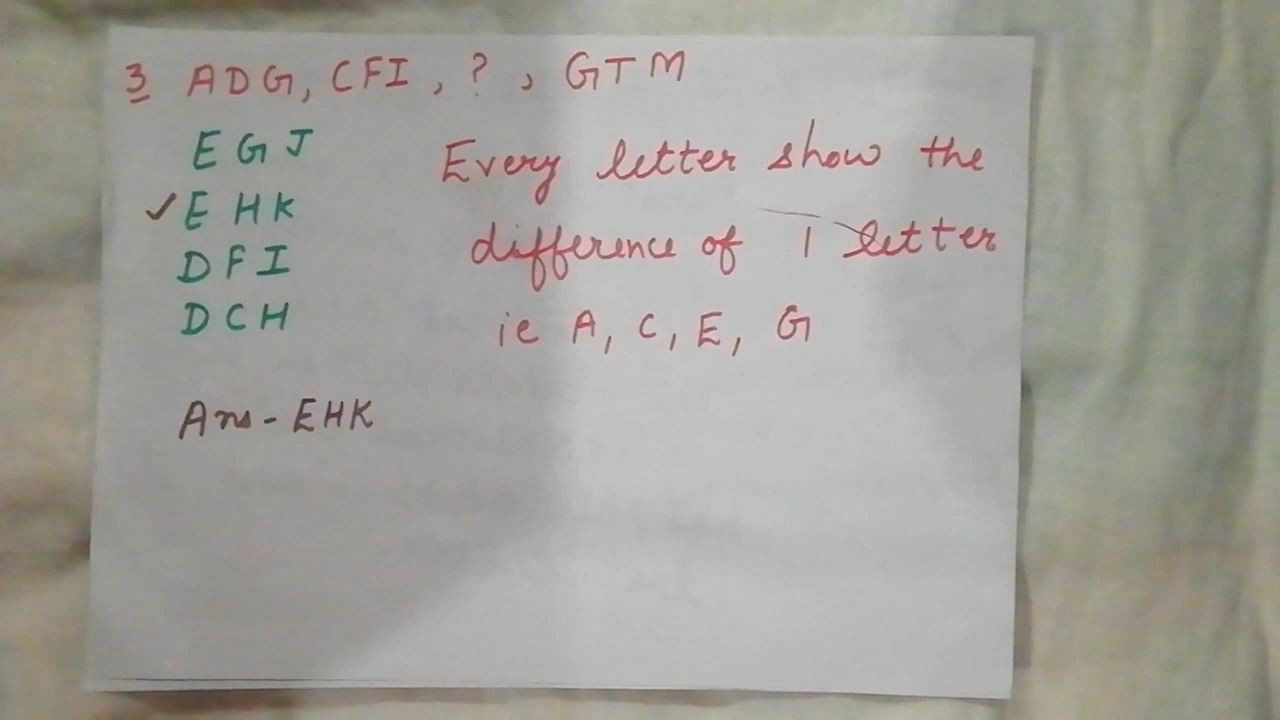 3 ADG, CFI, ?, GTM
EGJ
✓ EHK
DFI
DCH
Every letter show the
difference of 1 letter
ie A, C, E, G
Ans - EHK